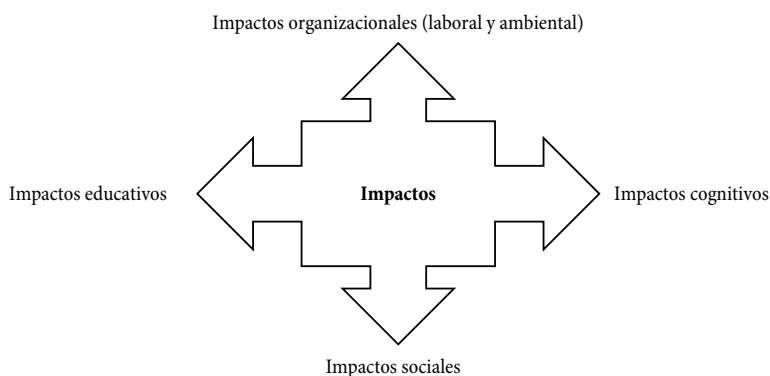 Impactos organizacionales (laboral y ambiental)
Impactos educativos
Impactos
Impactos cognitivos
Impactos sociales